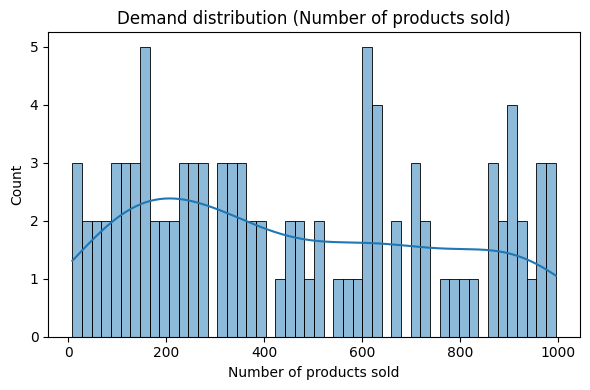 Demand distribution (Number of products sold)
5
4
3
2
1
0
Count
0 200 400 600 800 1000
Number of products sold